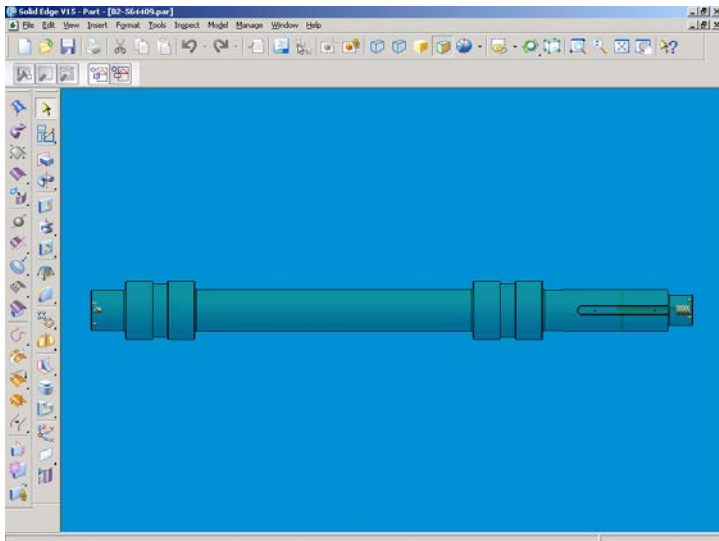 Solid Edge V15 - Part - [B2-564409.par]
File Edit View Insert Format Tools Inspect Model Manage Window Help